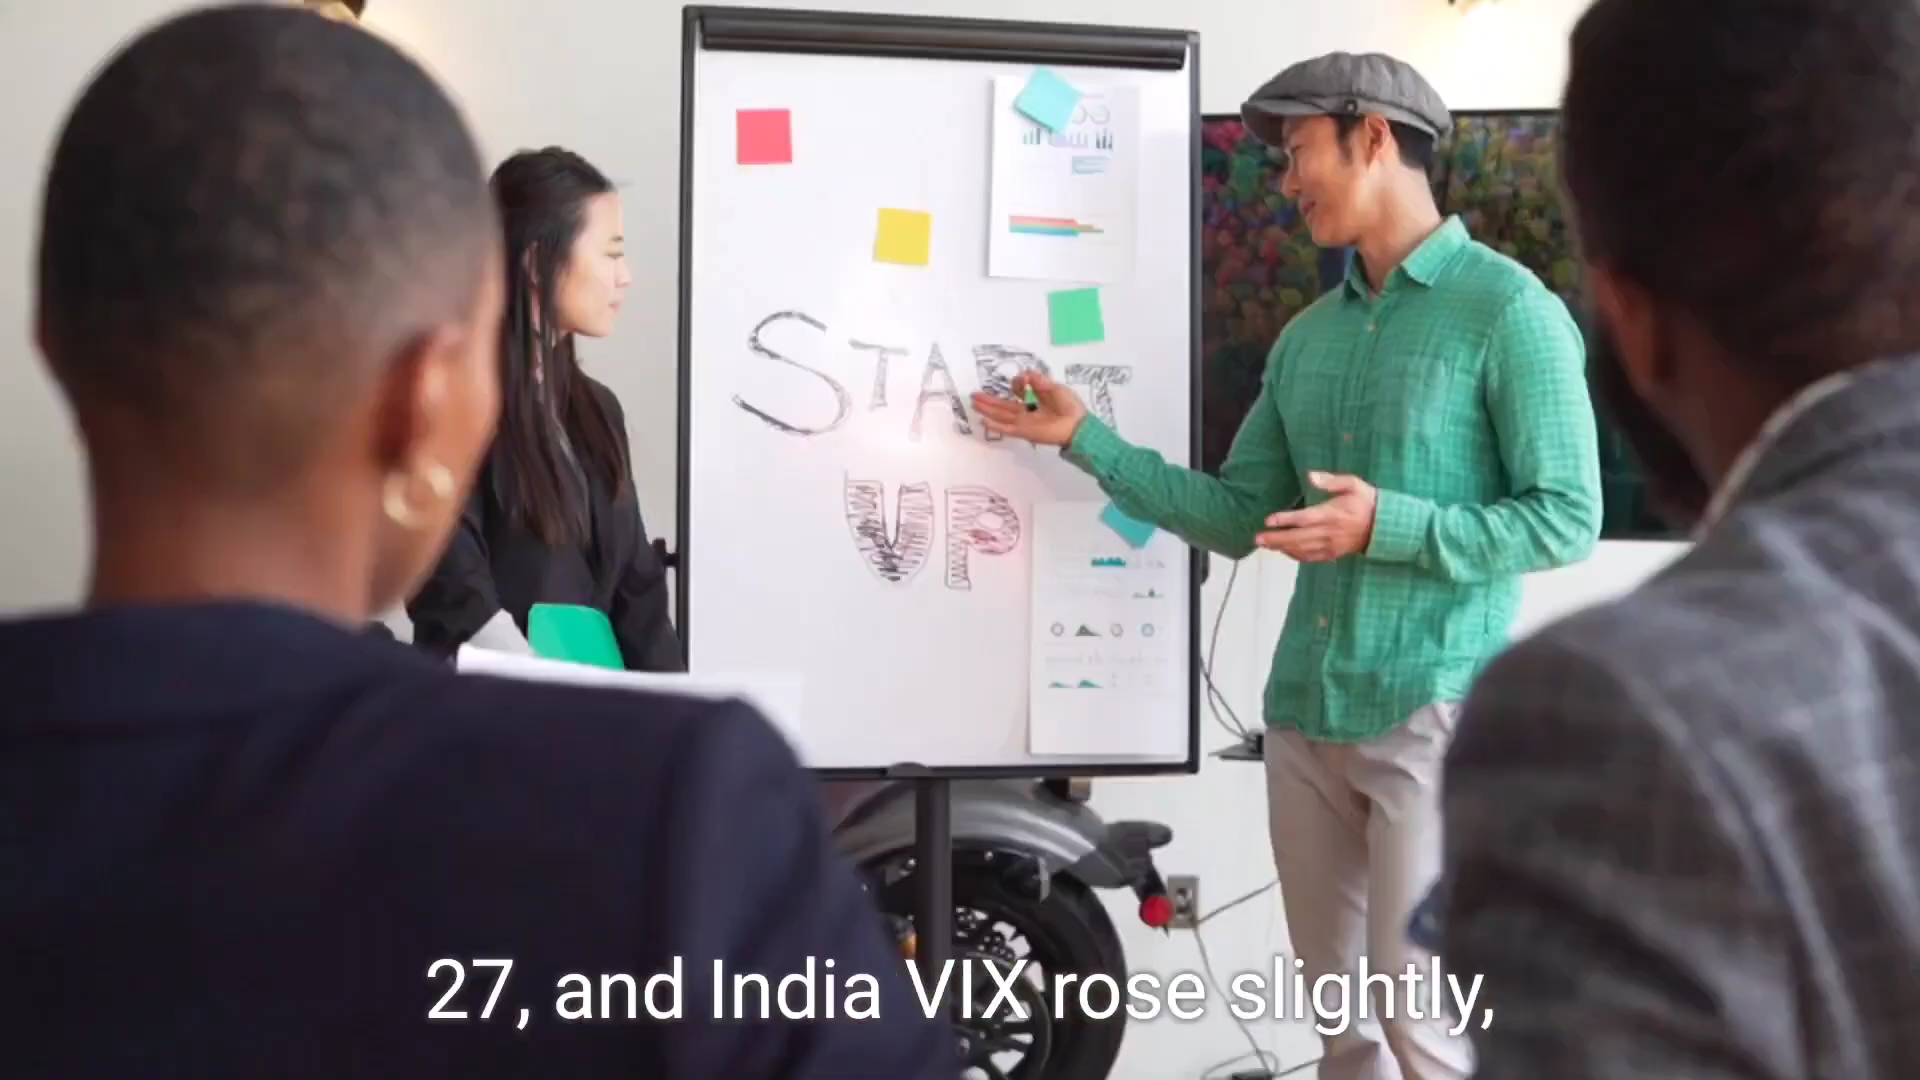 START
UP
27, and India VIX rose slightly,